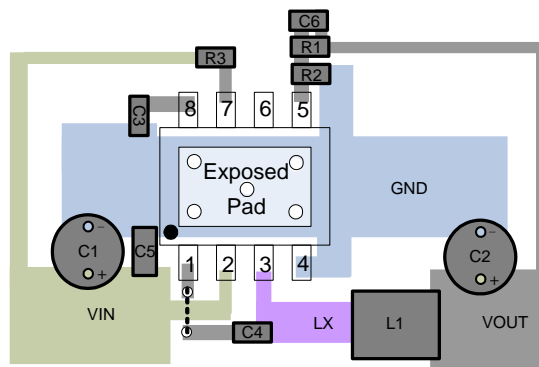 C6
R1
R3
R2
C3
8 7 6 5
Exposed
Pad
GND
C1 − +
C5
C2 − +
1 2 3 4
VIN
C4
LX
L1
VOUT